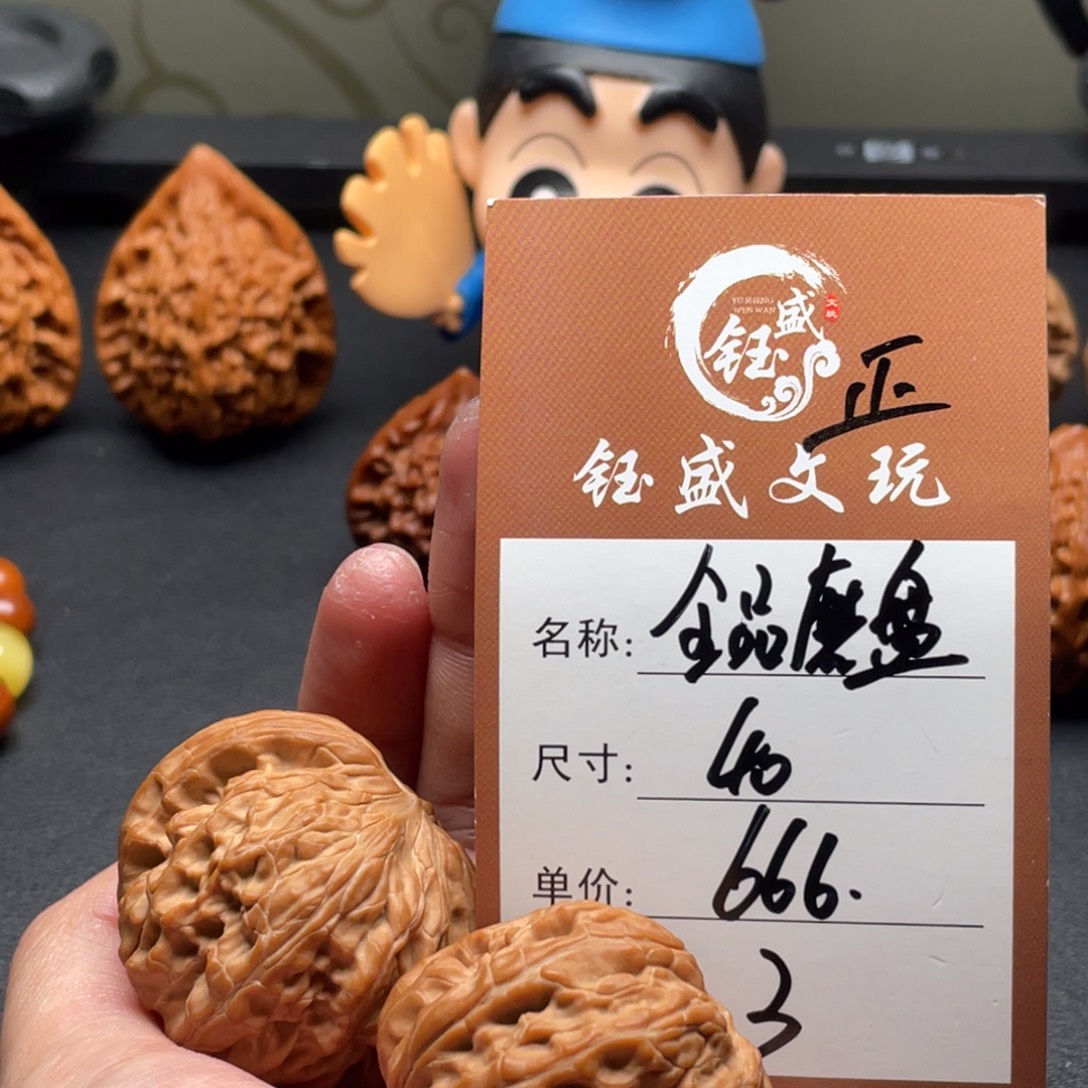 YU SHENG
WEN WAN
钰盛
文玩
正
钰盛文玩
名称: 全品磨盘
尺寸: 40
单价: 666.
3